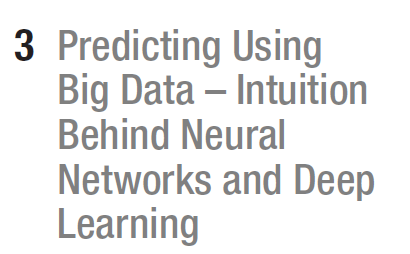 3 Predicting Using
Big Data – Intuition
Behind Neural
Networks and Deep
Learning